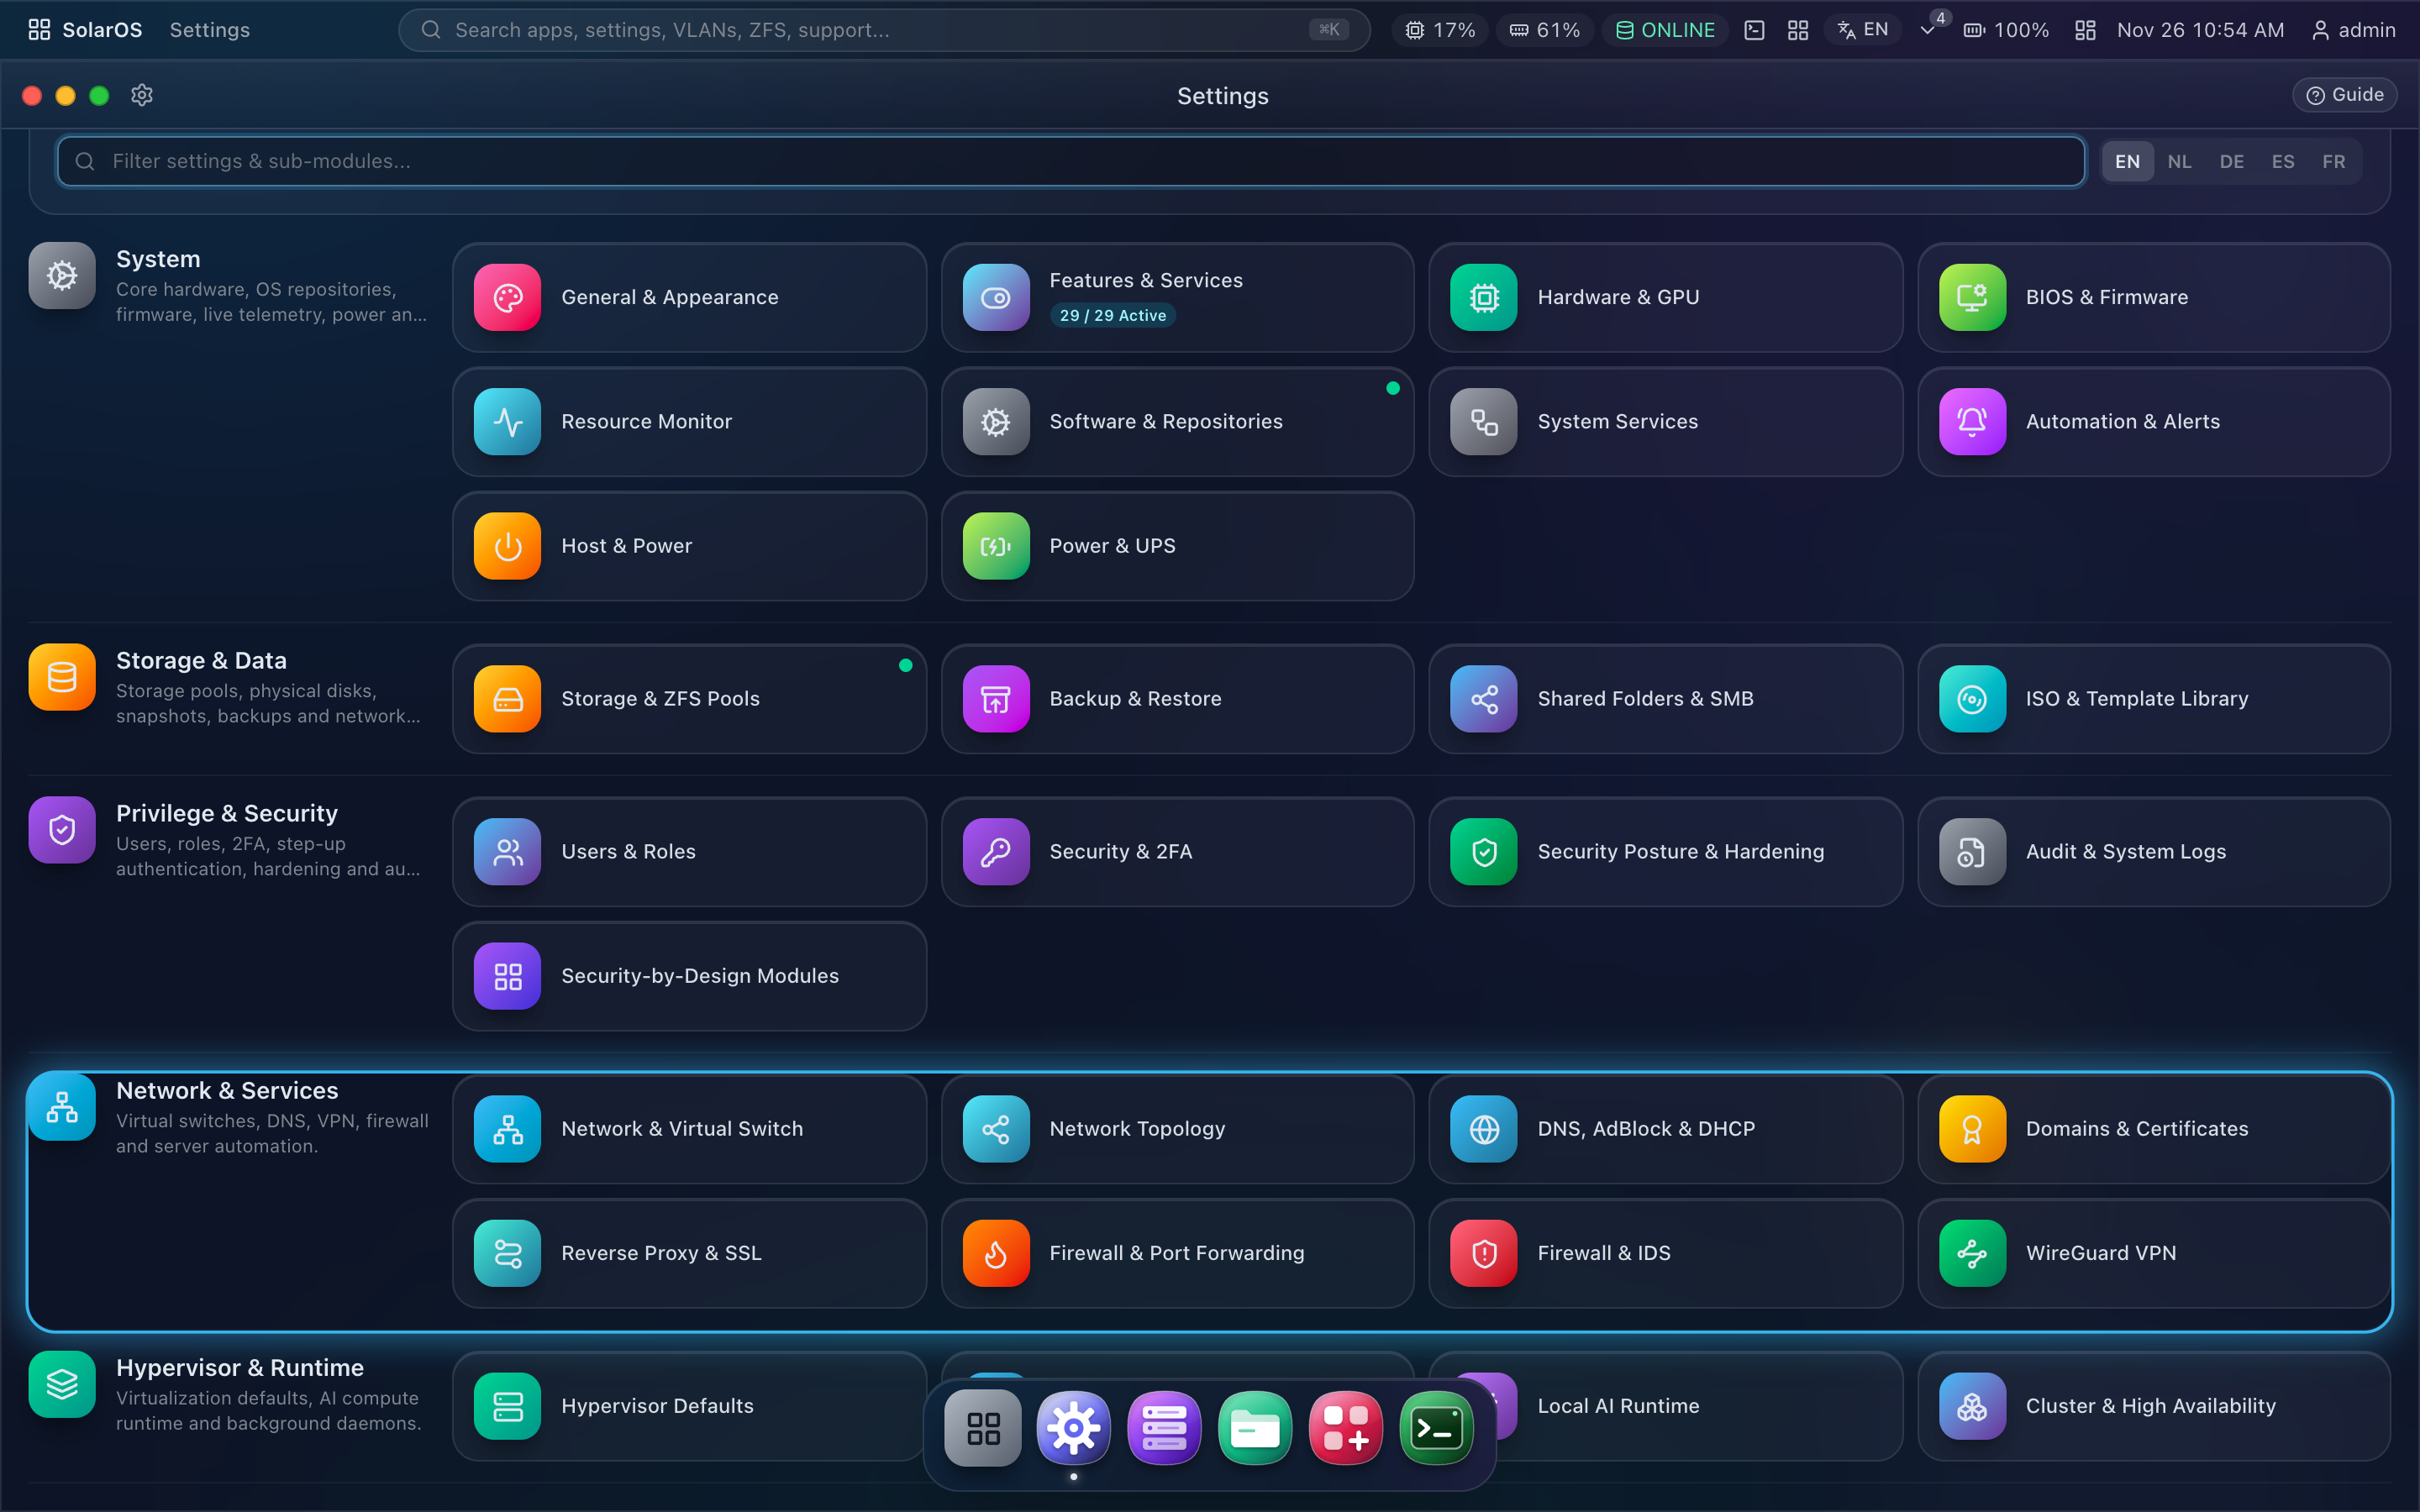 SolarOS Settings Search apps, settings, VLANs, ZFS, support... ⌘K 17% 61% ONLINE EN 4 100% Nov 26 10:54 AM admin
Settings Guide
Filter settings & sub-modules... EN NL DE ES FR
System
Core hardware, OS repositories,
firmware, live telemetry, power an...
General & Appearance
Features & Services
29 / 29 Active
Hardware & GPU
BIOS & Firmware
Resource Monitor
Software & Repositories
System Services
Automation & Alerts
Host & Power
Power & UPS
Storage & Data
Storage pools, physical disks,
snapshots, backups and network...
Storage & ZFS Pools
Backup & Restore
Shared Folders & SMB
ISO & Template Library
Privilege & Security
Users, roles, 2FA, step-up
authentication, hardening and au...
Users & Roles
Security & 2FA
Security Posture & Hardening
Audit & System Logs
Security-by-Design Modules
Network & Services
Virtual switches, DNS, VPN, firewall
and server automation.
Network & Virtual Switch
Network Topology
DNS, AdBlock & DHCP
Domains & Certificates
Reverse Proxy & SSL
Firewall & Port Forwarding
Firewall & IDS
WireGuard VPN
Hypervisor & Runtime
Virtualization defaults, AI compute
runtime and background daemons.
Hypervisor Defaults
Local AI Runtime
Cluster & High Availability